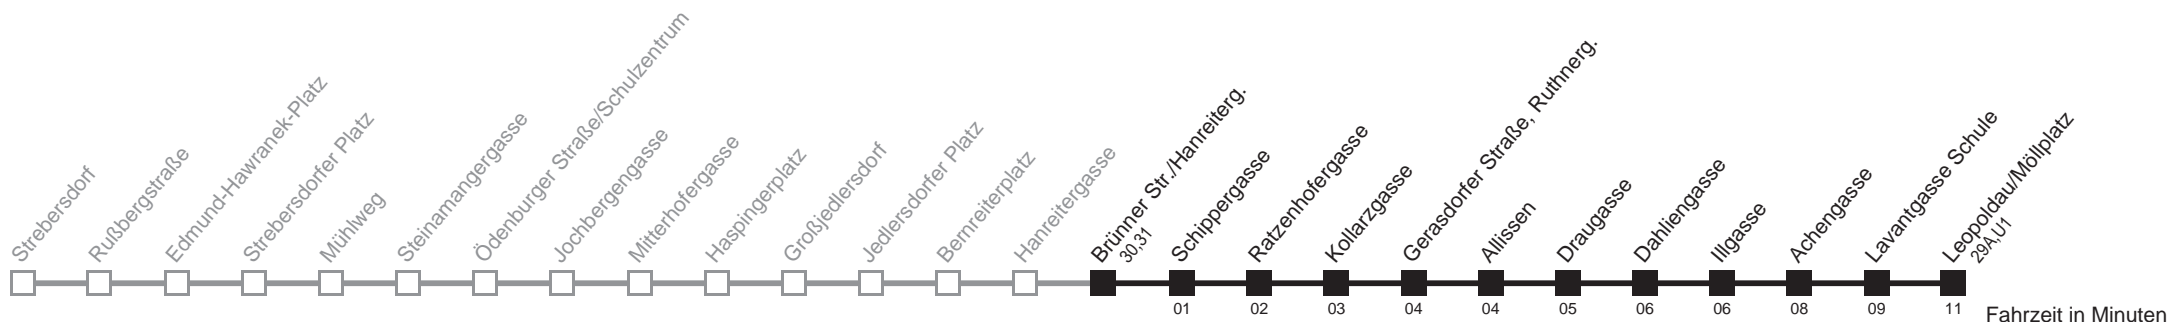 Strebersdorf
Rußbergstraße
Edmund-Hawranek-Platz
Strebersdorfer Platz
Mühlweg
Steinamangergasse
Ödenburger Straße/Schulzentrum
Jochbergengasse
Mitterhofergasse
Haspingerplatz
Großjedlersdorf
Jedlersdorfer Platz
Bernreiterplatz
Hanreitergasse
Brünner Str./Hanreiterg.
30,31
Schippergasse
Ratzenhofergasse
Kollarzgasse
Gerasdorfer Straße, Ruthnerg.
Allissen
Draugasse
Dahliengasse
Illgasse
Achengasse
Lavantgasse Schule
Leopoldau/Möllplatz
29A,U1
01 02 03 04 04 05 06 06 08 09 11
Fahrzeit in Minuten